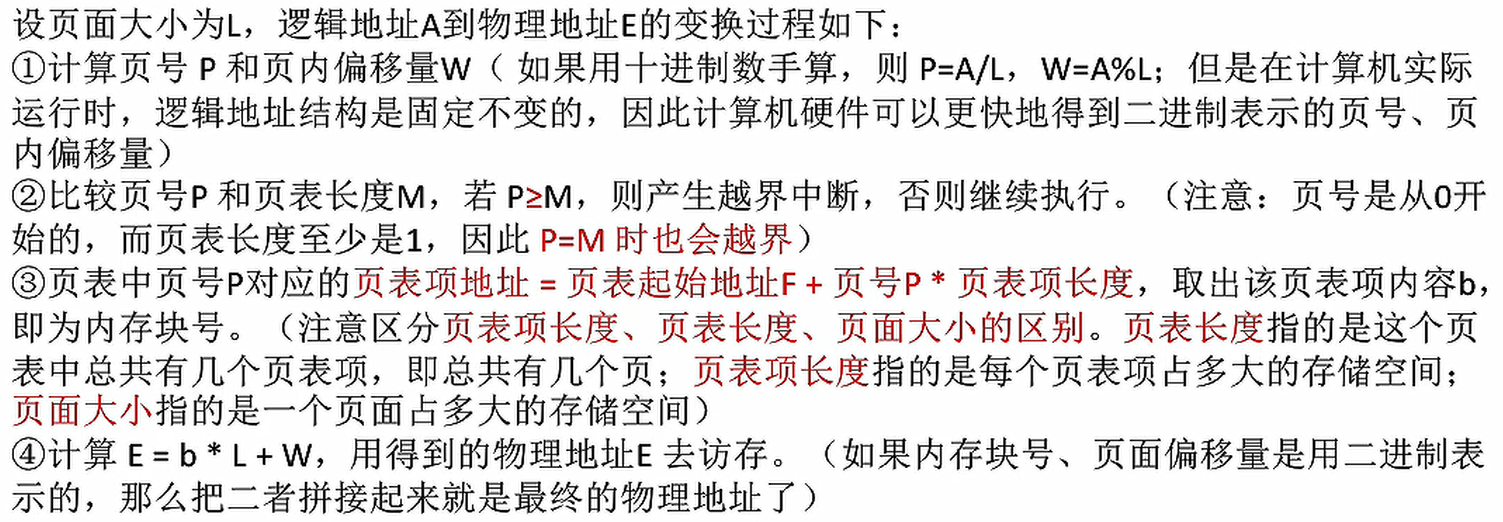 设页面大小为L，逻辑地址A到物理地址E的变换过程如下：
①计算页号 P 和页内偏移量W（ 如果用十进制数手算，则 P=A/L，W=A%L；但是在计算机实际
运行时，逻辑地址结构是固定不变的，因此计算机硬件可以更快地得到二进制表示的页号、页
内偏移量）
②比较页号P 和页表长度M，若 P≥M，则产生越界中断，否则继续执行。（注意：页号是从0开
始的，而页表长度至少是1，因此 P=M 时也会越界）
③页表中页号P对应的页表项地址 = 页表起始地址F + 页号P * 页表项长度，取出该页表项内容b，
即为内存块号。（注意区分页表项长度、页表长度、页面大小的区别。页表长度指的是这个页
表中总共有几个页表项，即总共有几个页；页表项长度指的是每个页表项占多大的存储空间；
页面大小指的是一个页面占多大的存储空间）
④计算 E = b * L + W，用得到的物理地址E 去访存。（如果内存块号、页面偏移量是用二进制表
示的，那么把二者拼接起来就是最终的物理地址了）